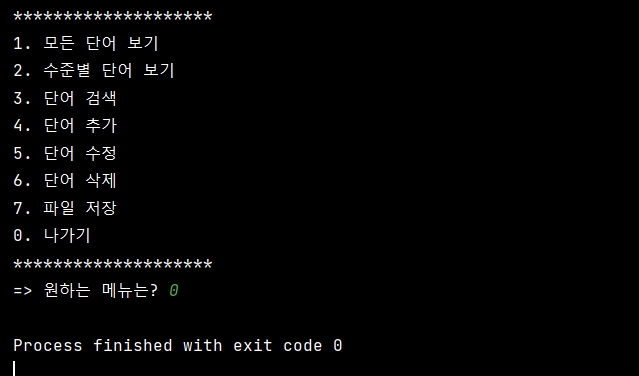 ********************
1. 모든 단어 보기
2. 수준별 단어 보기
3. 단어 검색
4. 단어 추가
5. 단어 수정
6. 단어 삭제
7. 파일 저장
0. 나가기
********************
=> 원하는 메뉴는? 0
Process finished with exit code 0